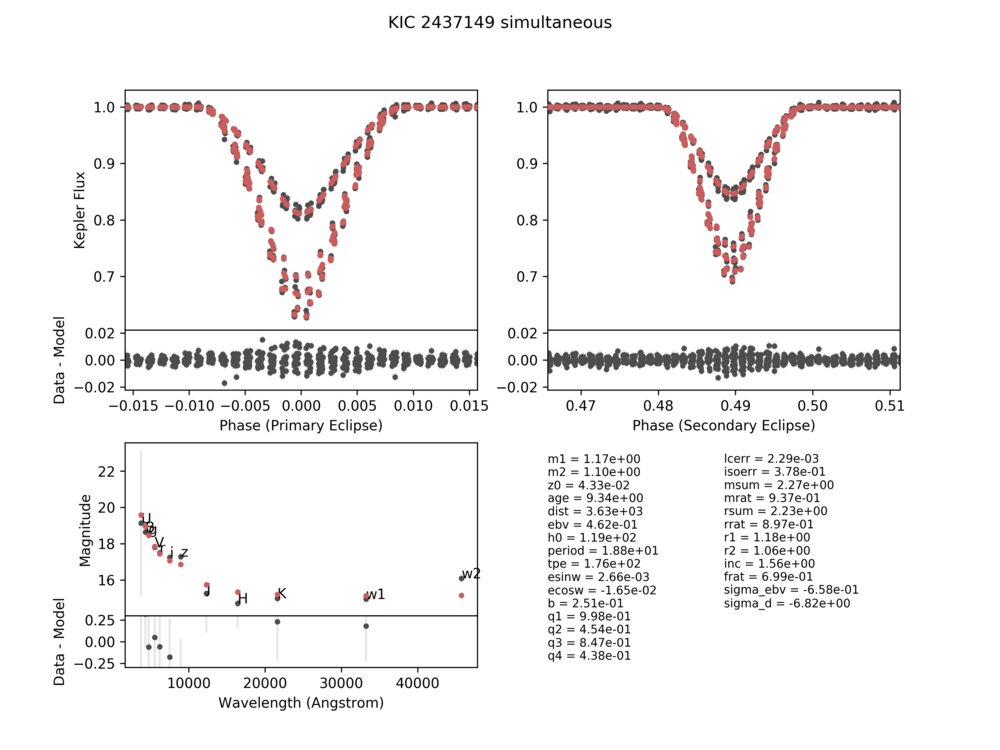 KIC 2437149 simultaneous
1.0
0.9
0.8
0.7
Kepler Flux
0.02
0.00
−0.02
Data - Model
−0.015 −0.010 −0.005 0.000 0.005 0.010 0.015
Phase (Primary Eclipse)
1.0
0.9
0.8
0.7
0.02
0.00
−0.02
0.47 0.48 0.49 0.50 0.51
Phase (Secondary Eclipse)
22
20
18
16
Magnitude
U
g
V
r
i
z
J
H
K
w1
w2
0.25
0.00
−0.25
Data - Model
10000 20000 30000 40000
Wavelength (Angstrom)
m1 = 1.17e+00
m2 = 1.10e+00
z0 = 4.33e-02
age = 9.34e+00
dist = 3.63e+03
ebv = 4.62e-01
h0 = 1.19e+02
period = 1.88e+01
tpe = 1.76e+02
esinw = 2.66e-03
ecosw = -1.65e-02
b = 2.51e-01
q1 = 9.98e-01
q2 = 4.54e-01
q3 = 8.47e-01
q4 = 4.38e-01
lcerr = 2.29e-03
isoerr = 3.78e-01
msum = 2.27e+00
mrat = 9.37e-01
rsum = 2.23e+00
rrat = 8.97e-01
r1 = 1.18e+00
r2 = 1.06e+00
inc = 1.56e+00
frat = 6.99e-01
sigma_ebv = -6.58e-01
sigma_d = -6.82e+00